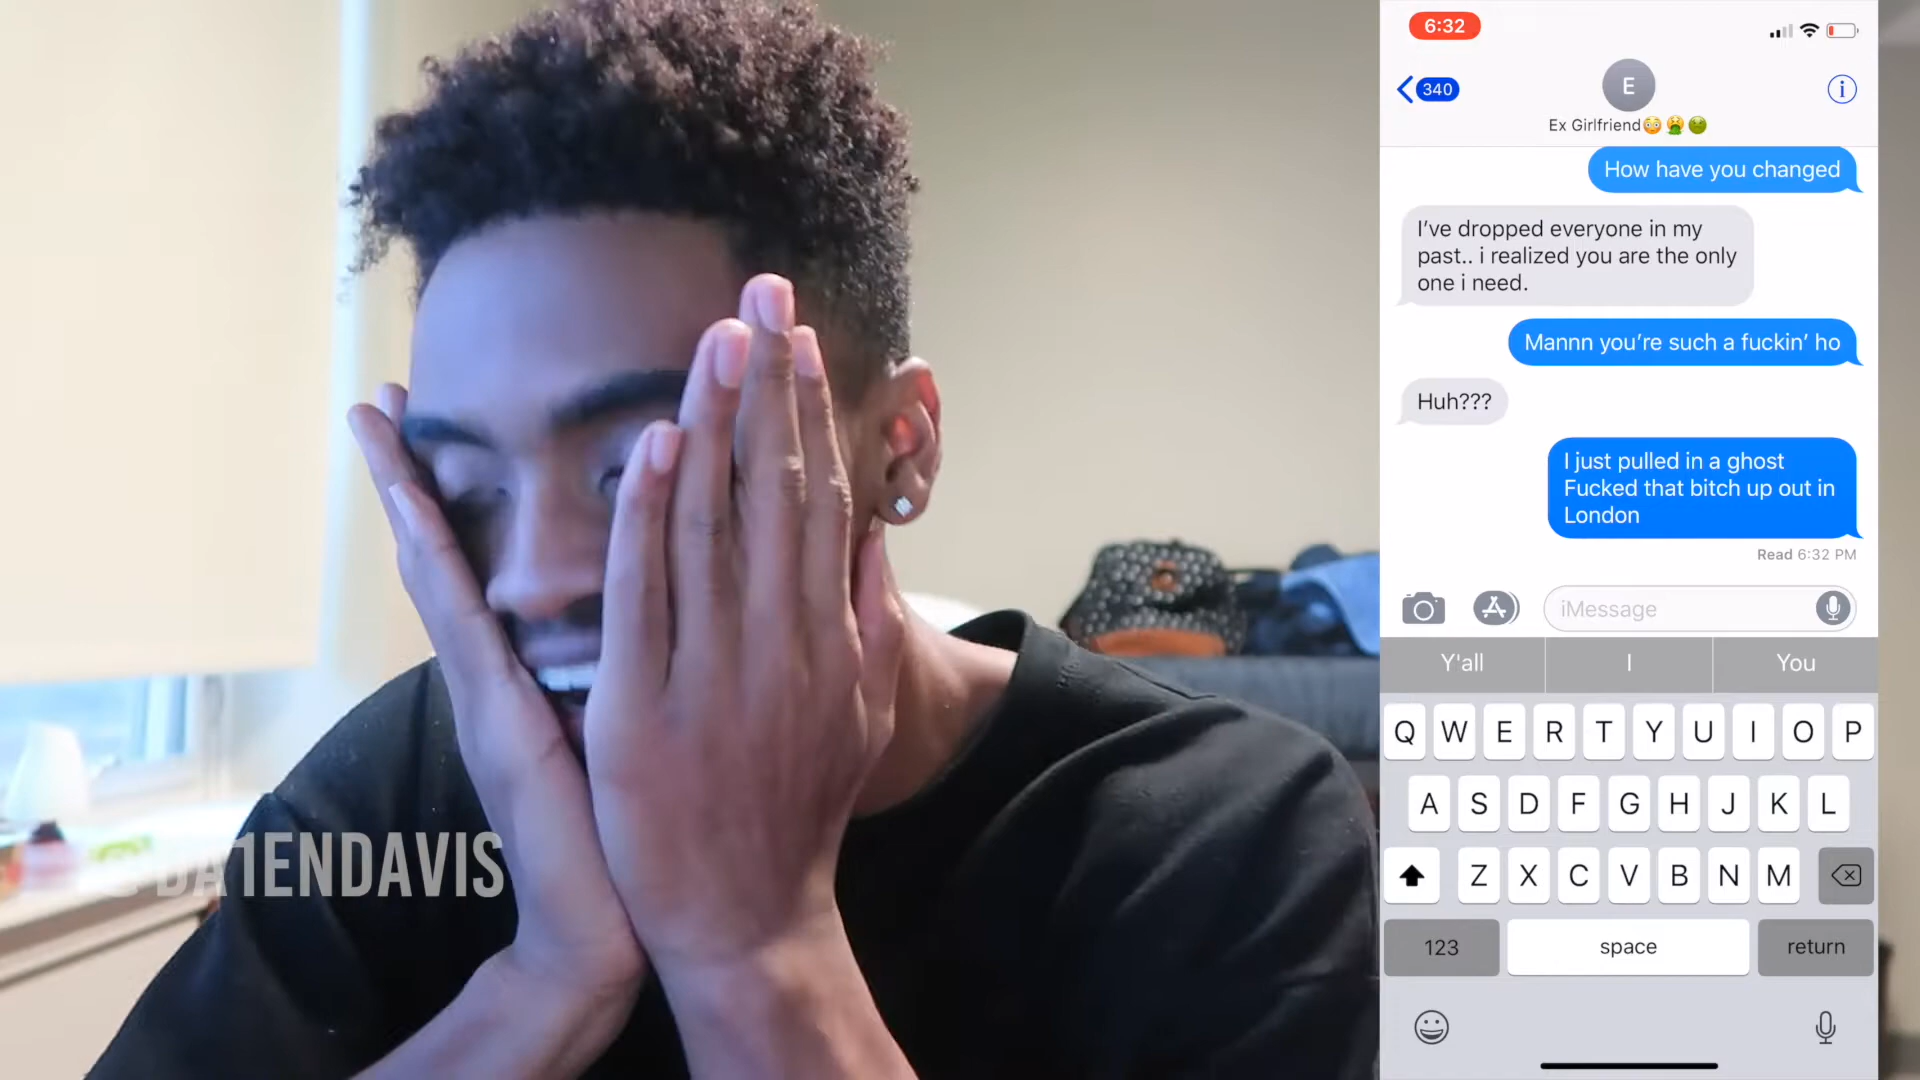 6:32
340
E
Ex Girlfriend😳🤮🤢
How have you changed
I've dropped everyone in my
past.. i realized you are the only
one i need.
Mannn you're such a fuckin' ho
Huh???
I just pulled in a ghost
Fucked that bitch up out in
London
Read 6:32 PM
iMessage
Y'all I You
Q W E R T Y U I O P
A S D F G H J K L
Z X C V B N M
123 space return
@DA1ENDAVIS